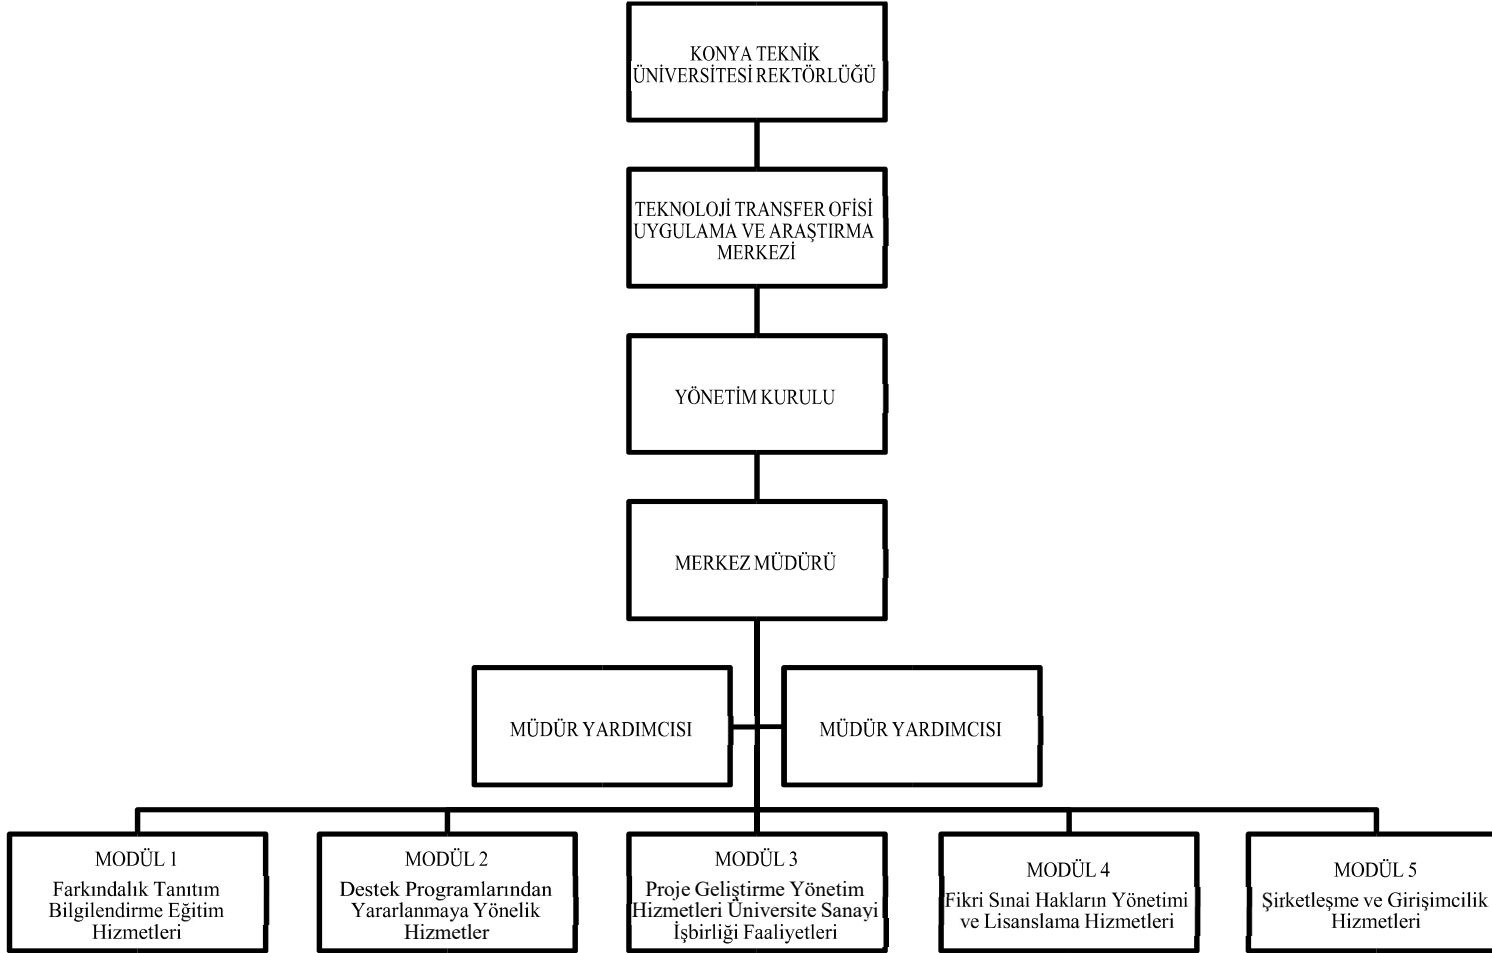 KONYA TEKNİK
ÜNİVERSİTESİ REKTÖRLÜĞÜ
TEKNOLOJİ TRANSFER OFİSİ
UYGULAMA VE ARAŞTIRMA
MERKEZİ
YÖNETİM KURULU
MERKEZ MÜDÜRÜ
MÜDÜR YARDIMCISI
MÜDÜR YARDIMCISI
MODÜL 1
Farkındalık Tanıtım
Bilgilendirme Eğitim
Hizmetleri
MODÜL 2
Destek Programlarından
Yararlanmaya Yönelik
Hizmetler
MODÜL 3
Proje Geliştirme Yönetim
Hizmetleri Üniversite Sanayi
İşbirliği Faaliyetleri
MODÜL 4
Fikri Sınai Hakların Yönetimi
ve Lisanslama Hizmetleri
MODÜL 5
Şirketleşme ve Girişimcilik
Hizmetleri